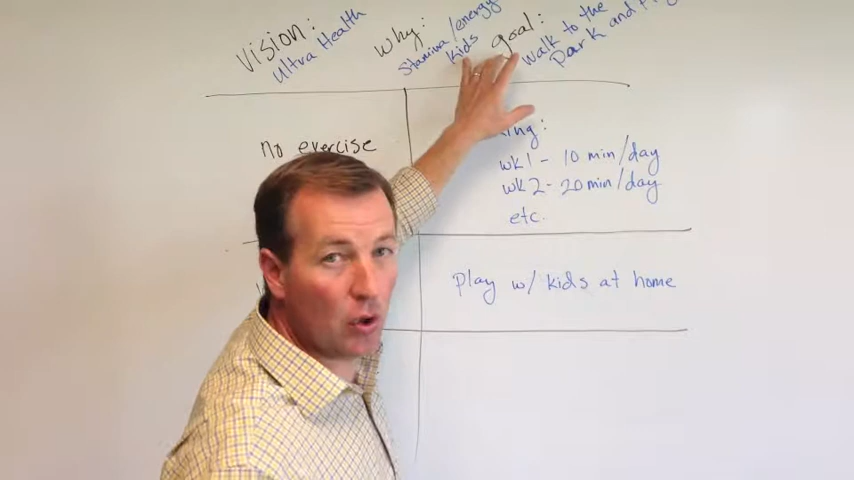 Vision:
Ultra Health
Why:
Stamina/energy
kids
goal:
walk to the
Park and
No exercise
wk1 - 10 min/day
wk2 - 20 min/day
etc.
Play w/ kids at home